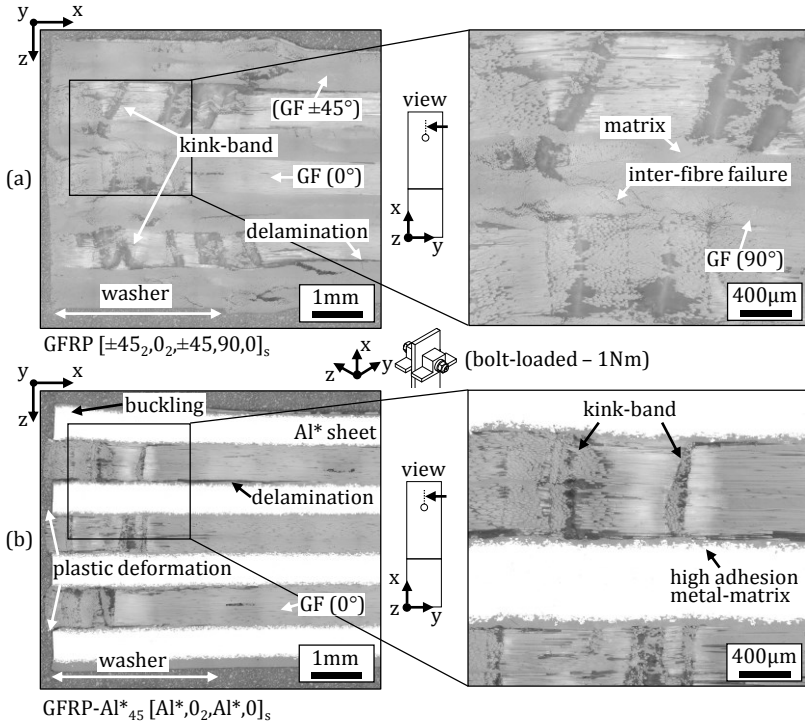 y
x
z
(GF ±45°)
kink-band
GF (0°)
(a)
delamination
washer
1mm
view
x
z
y
matrix
inter-fibre failure
GF (90°)
400μm
GFRP [±45₂,0₂,±45,90,0]ₛ
x
z
y
(bolt-loaded – 1Nm)
y
x
z
buckling
Al* sheet
delamination
(b)
plastic deformation
GF (0°)
washer
1mm
view
x
z
y
kink-band
high adhesion
metal-matrix
400μm
GFRP-Al*₄₅ [Al*,0₂,Al*,0]ₛ